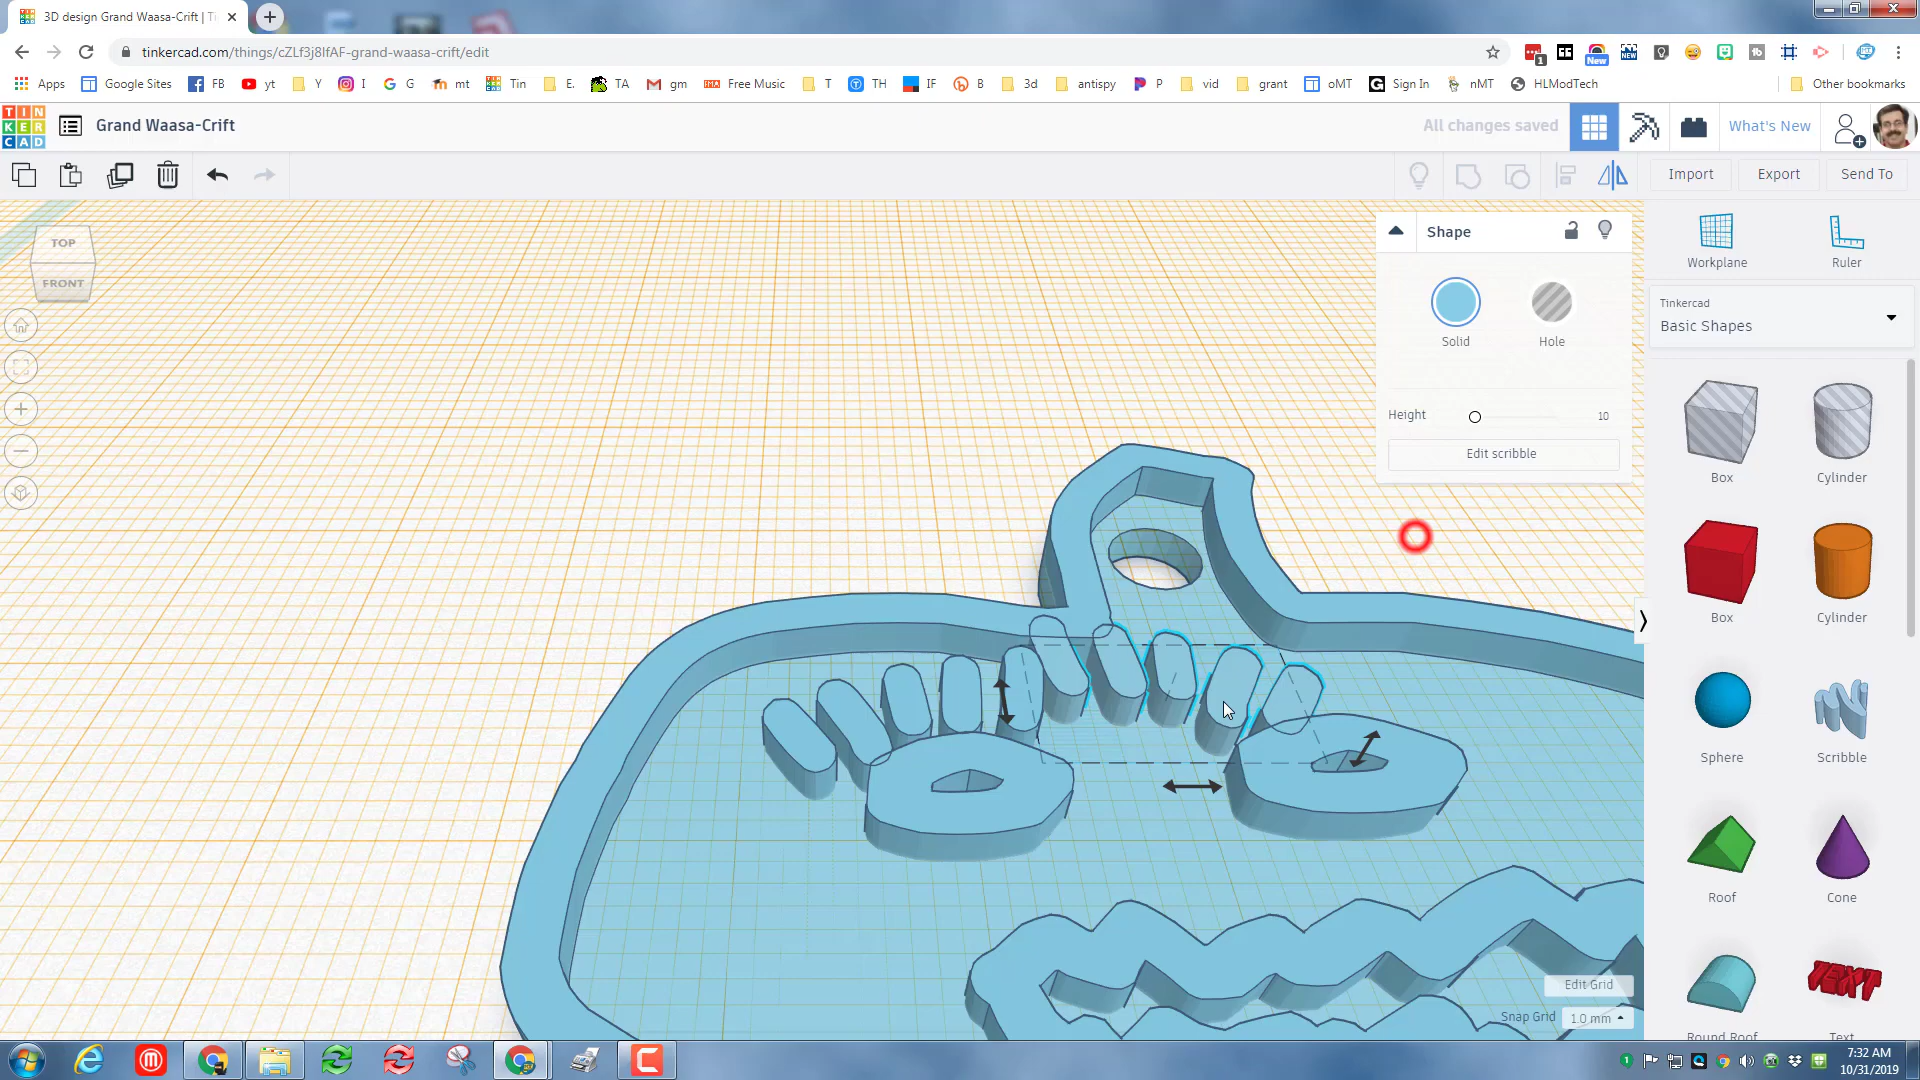 3D design Grand Waasa-Crift | Ti
tinkercad.com/things/cZLf3j8lfAF-grand-waasa-crift/edit
1
NEW
New
Apps
Google Sites
FB
yt
Y
I
G
mt
Tin
E.
TA
gm
Free Music
T
TH
IF
B
3d
antispy
P
vid
grant
oMT
Sign In
nMT
HLModTech
Other bookmarks
TIN
KER
CAD
Grand Waasa-Crift
All changes saved
What's New
Import
Export
Send To
TOP
FRONT
Shape
Solid
Hole
Height
10
Edit scribble
Workplane
Ruler
Tinkercad
Basic Shapes
Box
Cylinder
Box
Cylinder
Sphere
Scribble
Roof
Cone
TEXT
Round Roof
Text
Edit Grid
Snap Grid
1.0 mm
7:32 AM
10/31/2019